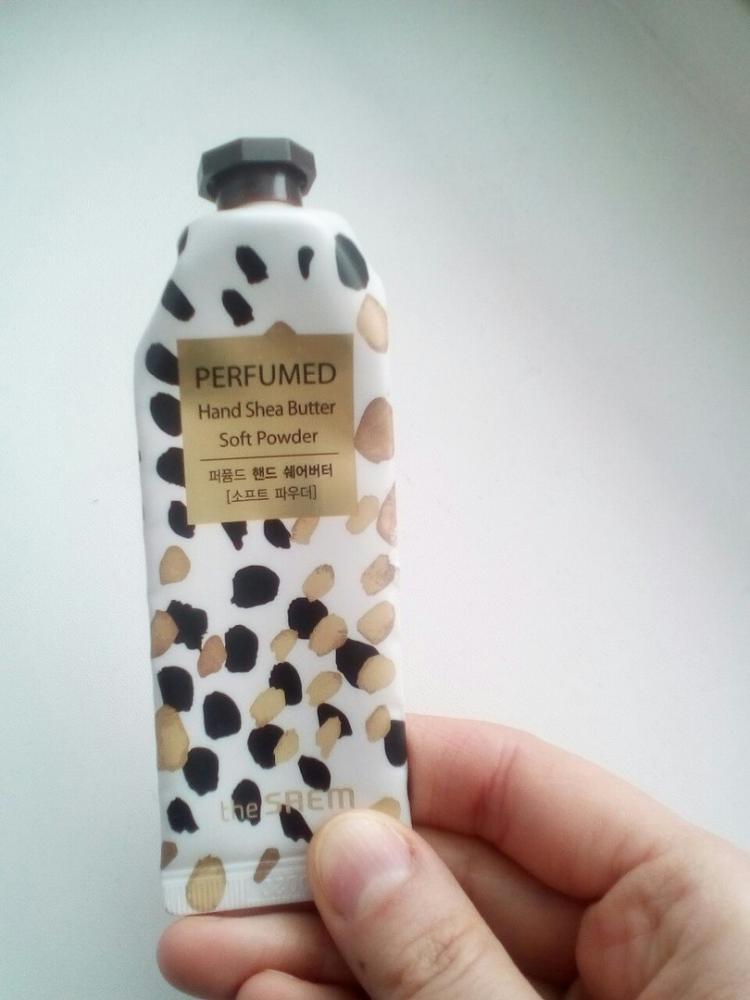 PERFUMED
Hand Shea Butter
Soft Powder
퍼퓸드 핸드 쉐어버터
[소프트 파우더]
the SAEM